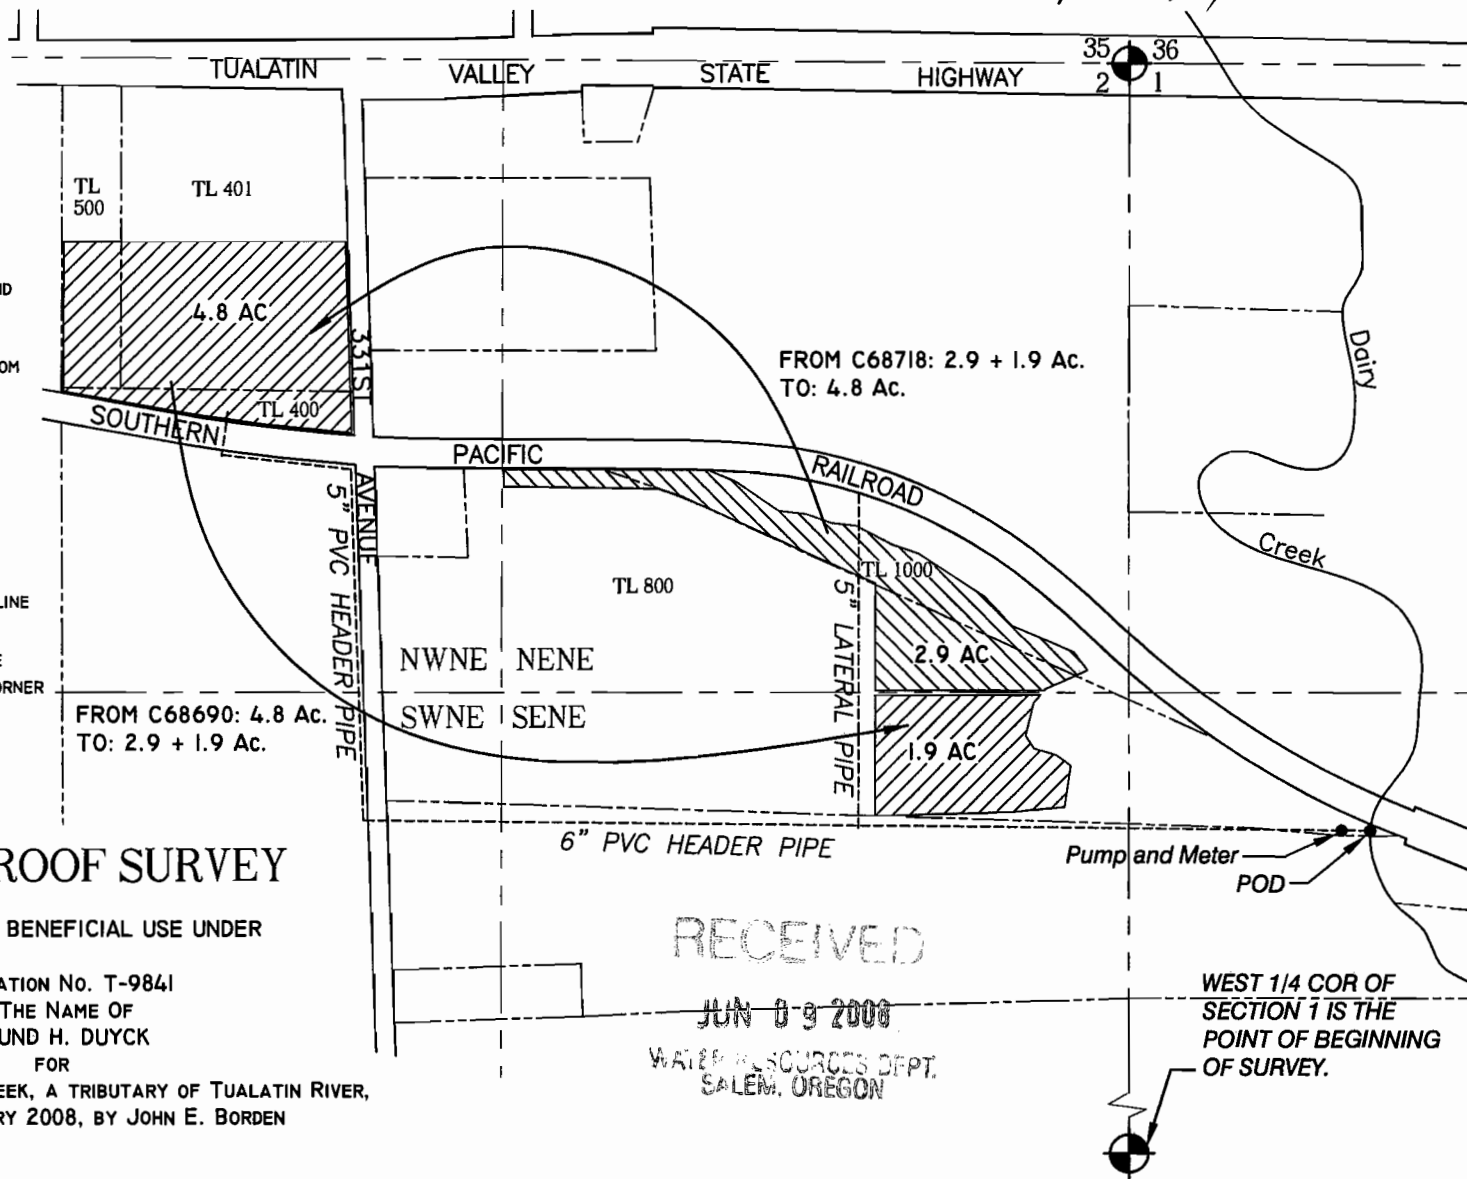 35 36
TUALATIN VALLEY STATE HIGHWAY
2 1
TL
500
TL 401
4.8 AC
331ST
AVENUE
TL 400
SOUTHERN PACIFIC RAILROAD
FROM C68718: 2.9 + 1.9 Ac.
TO: 4.8 Ac.
Dairy
Creek
5" PVC HEADER PIPE
TL 800
TL 1000
5" LATERAL PIPE
2.9 AC
NWNE NENE
SWNE SENE
LINE
FROM C68690: 4.8 Ac.
TO: 2.9 + 1.9 Ac.
1.9 AC
6" PVC HEADER PIPE
Pump and Meter
POD
ROOF SURVEY
BENEFICIAL USE UNDER
ATION No. T-9841
THE NAME OF
UND H. DUYCK
FOR
EEK, A TRIBUTARY OF TUALATIN RIVER,
RY 2008, BY JOHN E. BORDEN
RECEIVED
JUN 09 2008
WATER RESOURCES DEPT.
SALEM, OREGON
WEST 1/4 COR OF
SECTION 1 IS THE
POINT OF BEGINNING
OF SURVEY.